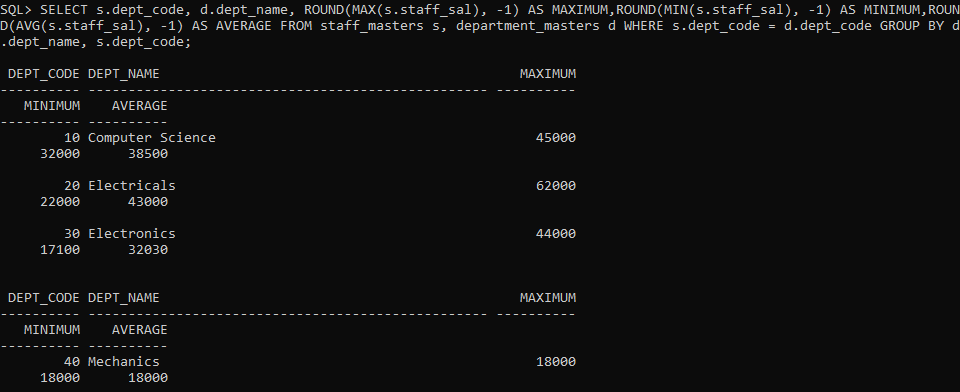 SQL> SELECT s.dept_code, d.dept_name, ROUND(MAX(s.staff_sal), -1) AS MAXIMUM,ROUND(MIN(s.staff_sal), -1) AS MINIMUM,ROUN
D(AVG(s.staff_sal), -1) AS AVERAGE FROM staff_masters s, department_masters d WHERE s.dept_code = d.dept_code GROUP BY d
.dept_name, s.dept_code;
DEPT_CODE DEPT_NAME MAXIMUM
---------- -------------------------------------------------- ----------
MINIMUM AVERAGE
---------- ----------
10 Computer Science 45000
32000 38500
20 Electricals 62000
22000 43000
30 Electronics 44000
17100 32030
DEPT_CODE DEPT_NAME MAXIMUM
---------- -------------------------------------------------- ----------
MINIMUM AVERAGE
---------- ----------
40 Mechanics 18000
18000 18000